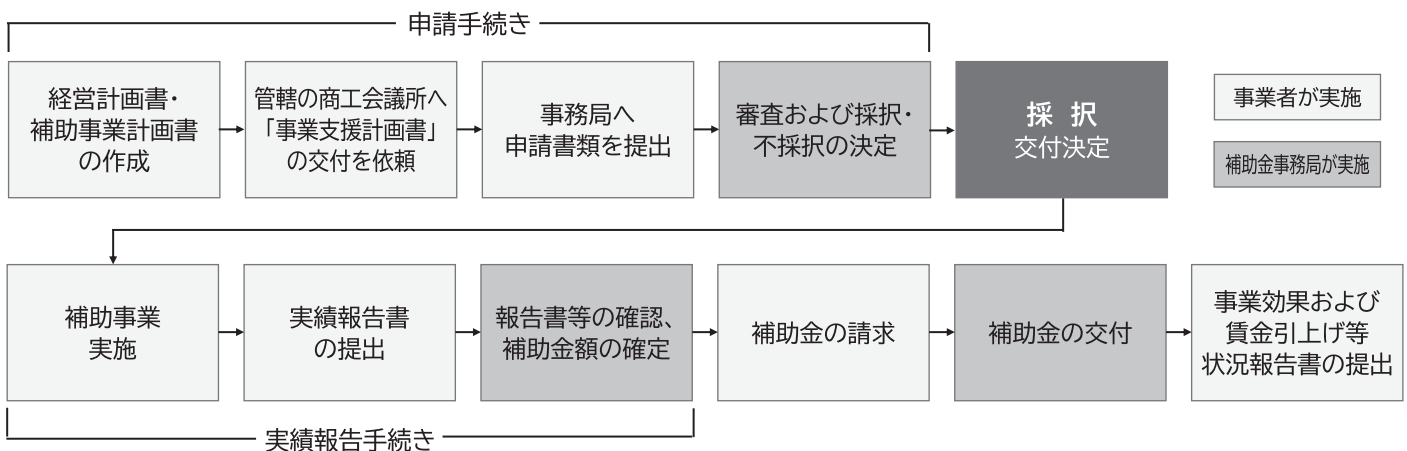 申請手続き
経営計画書・
補助事業計画書
の作成
管轄の商工会議所へ
「事業支援計画書」
の交付を依頼
事務局へ
申請書類を提出
審査および採択・
不採択の決定
採 択
交付決定
事業者が実施
補助金事務局が実施
補助事業
実施
実績報告書
の提出
報告書等の確認、
補助金額の確定
補助金の請求
補助金の交付
事業効果および
賃金引上げ等
状況報告書の提出
実績報告手続き